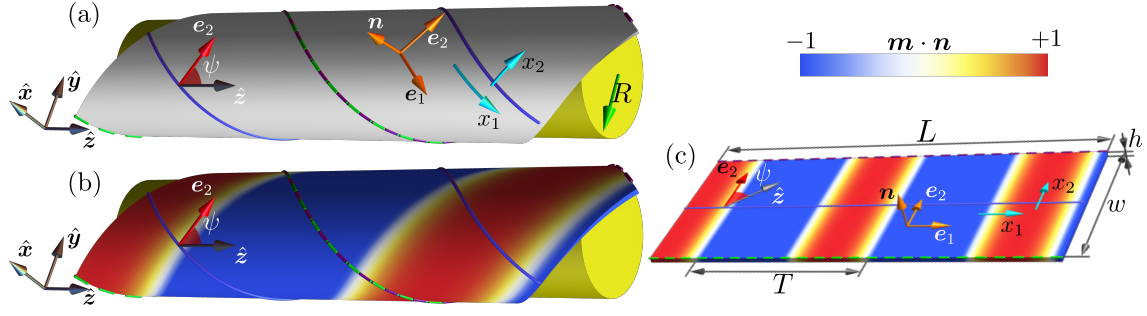 (a)
e₂
ψ
ẑ
n
e₂
e₁
x₂
x₁
R
x̂
ŷ
ẑ
(b)
e₂
ψ
ẑ
x̂
ŷ
ẑ
−1 m · n +1
(c)
L
h
e₂
ψ
ẑ
n
e₂
e₁
x₂
x₁
w
T